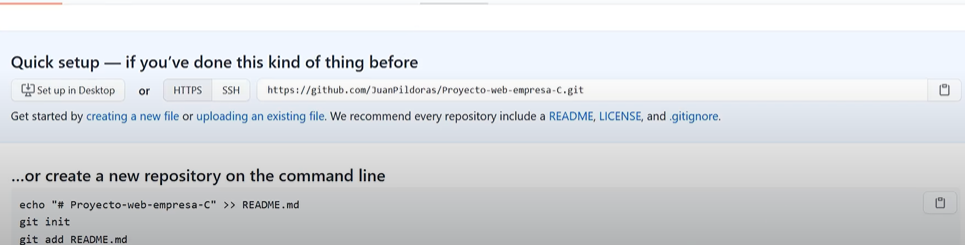 Quick setup — if you've done this kind of thing before
Set up in Desktop or HTTPS SSH https://github.com/JuanPildoras/Proyecto-web-empresa-C.git
Get started by creating a new file or uploading an existing file. We recommend every repository include a README, LICENSE, and .gitignore.
...or create a new repository on the command line
echo "# Proyecto-web-empresa-C" >> README.md
git init
git add README.md